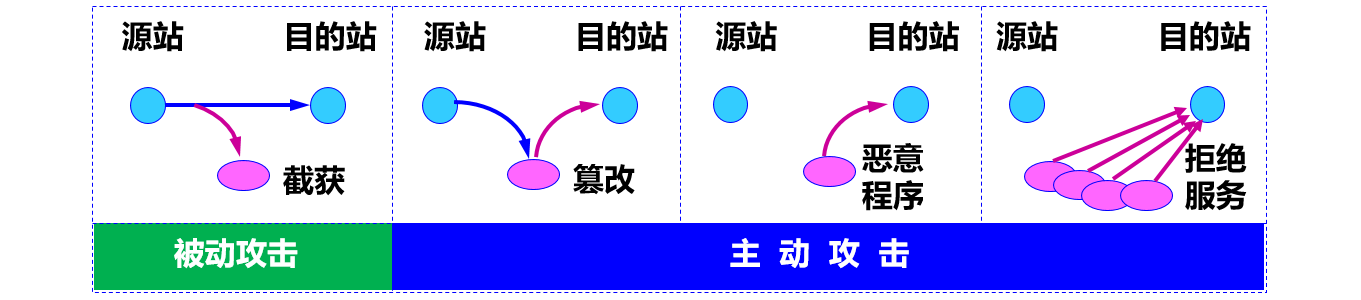 源站 目的站 源站 目的站 源站 目的站 源站 目的站
截获
篡改
恶意
程序
拒绝
服务
被动攻击
主 动 攻 击